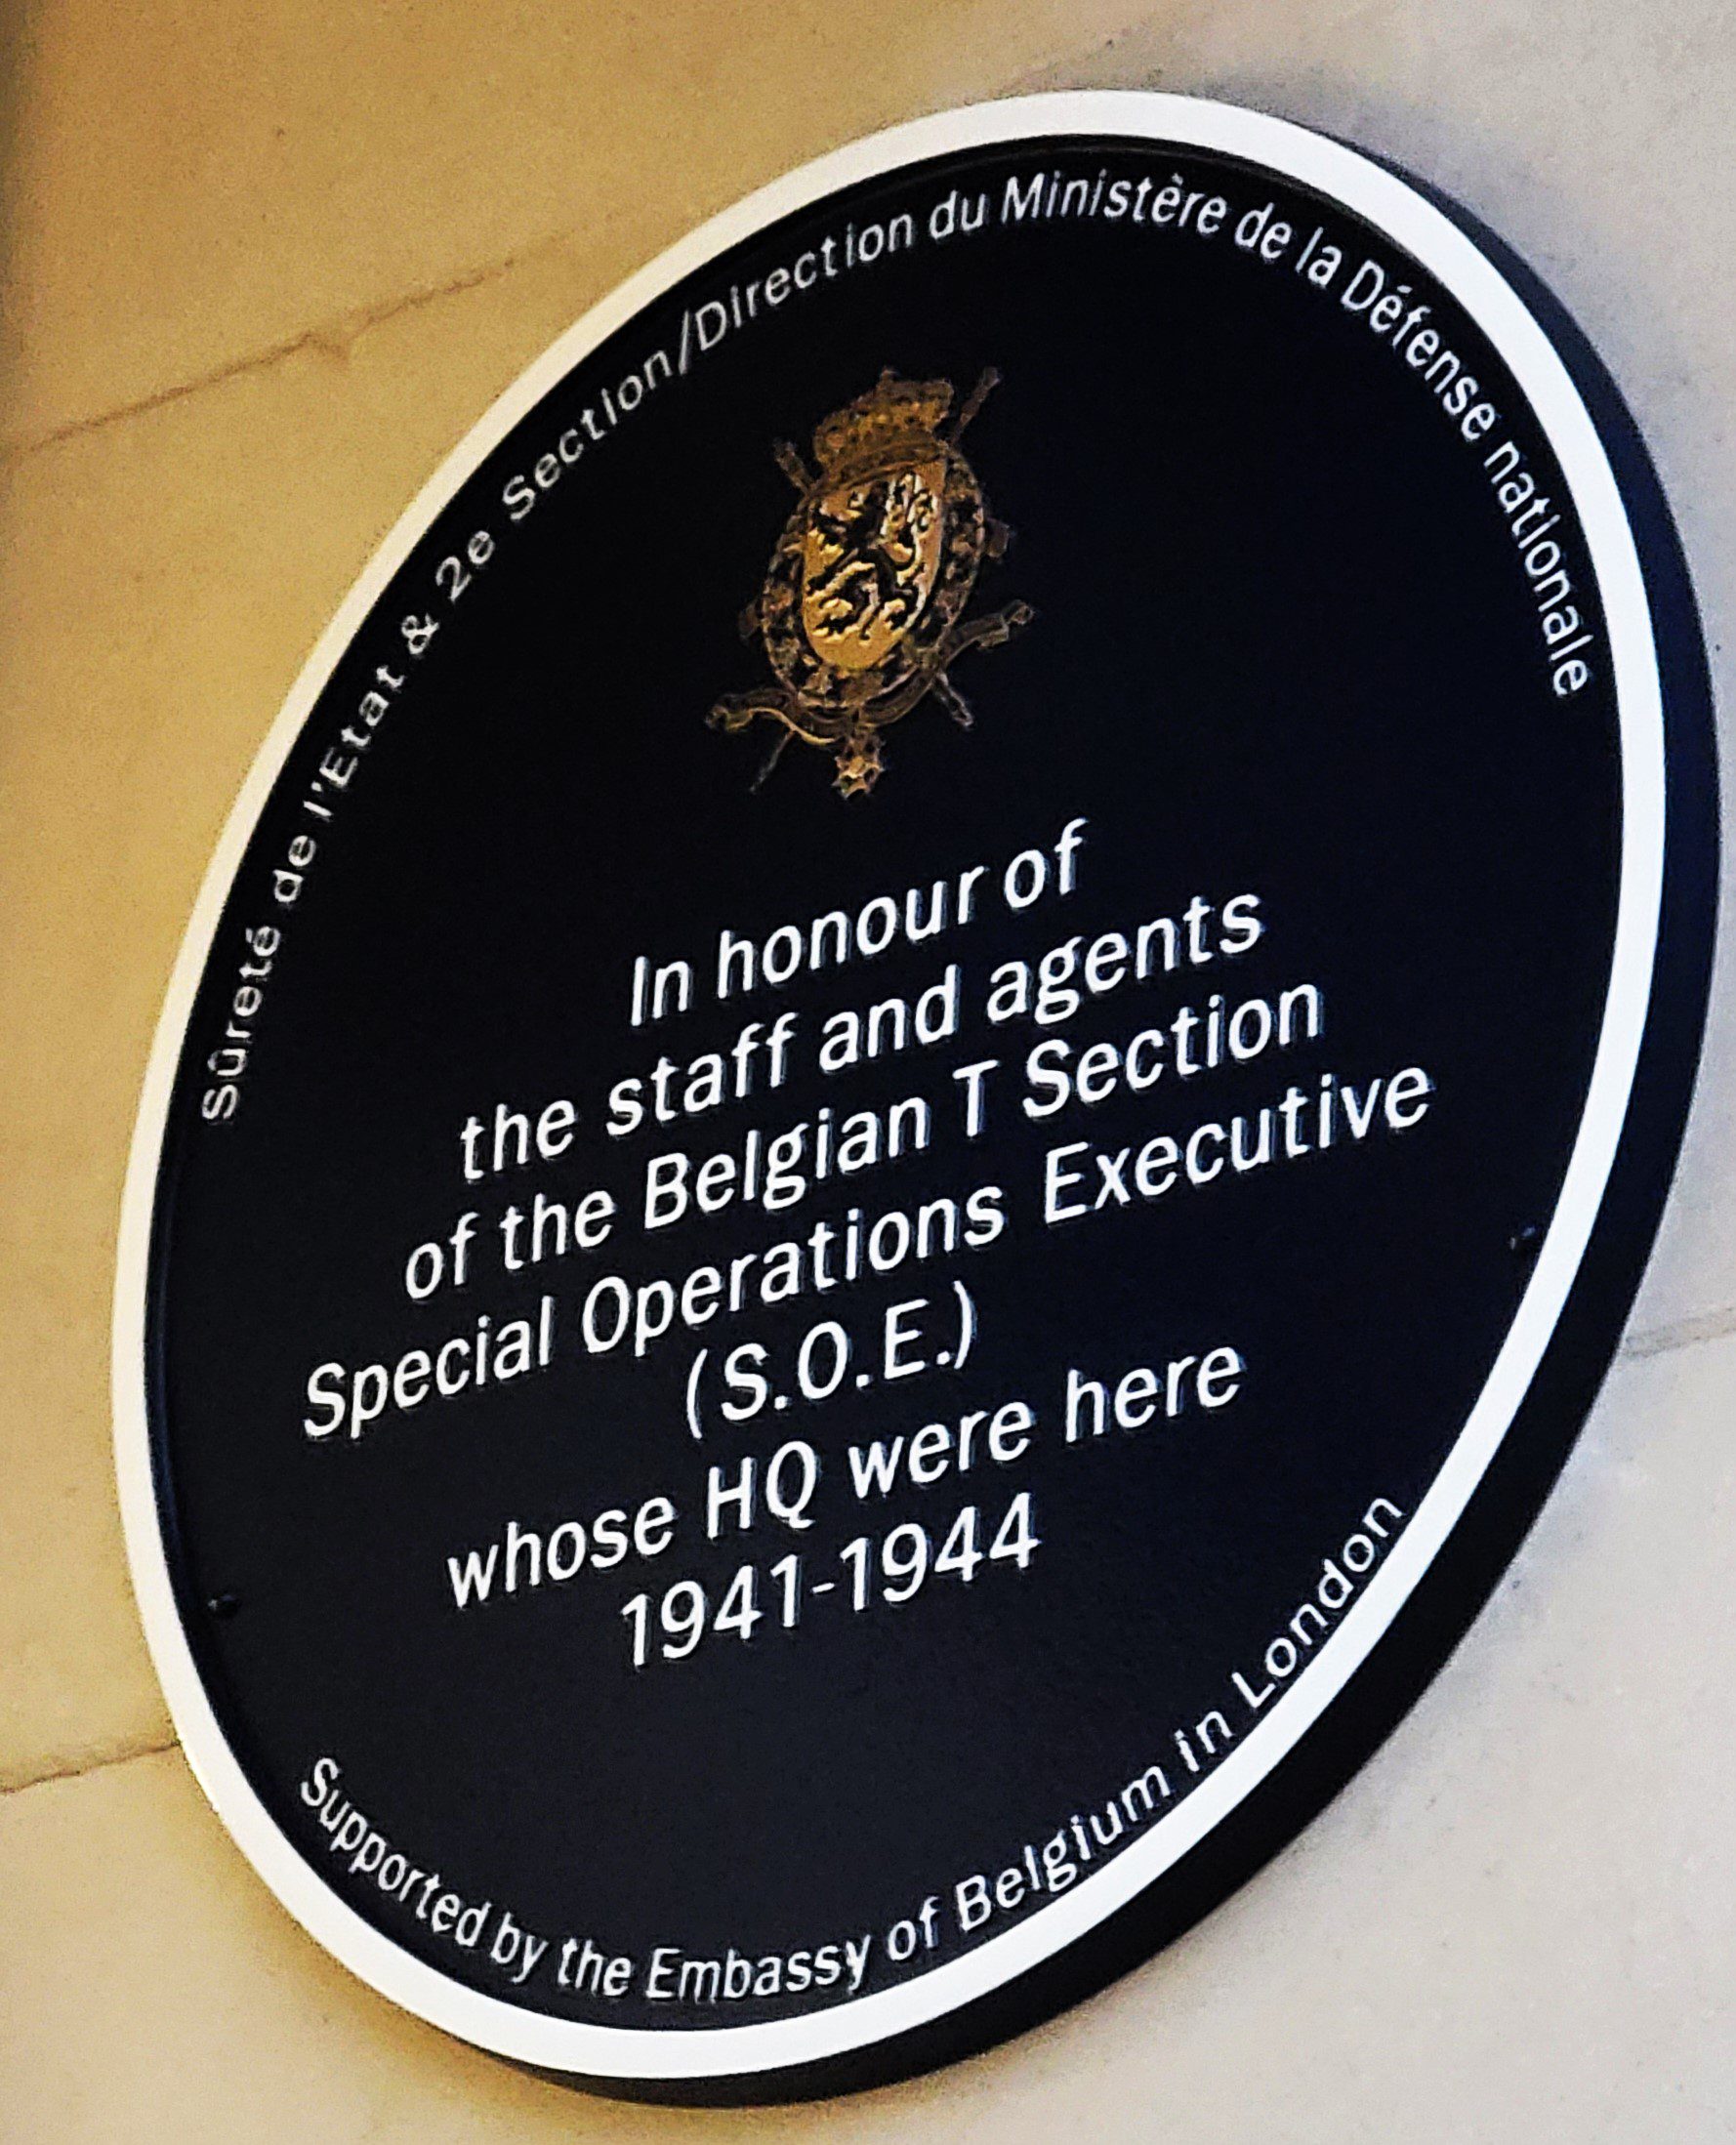 Sûreté de l'Etat & 2e Section/Direction du Ministère de la Défense nationale
In honour of
the staff and agents
of the Belgian T Section
Special Operations Executive
(S.O.E.)
whose HQ were here
1941-1944
Supported by the Embassy of Belgium in London